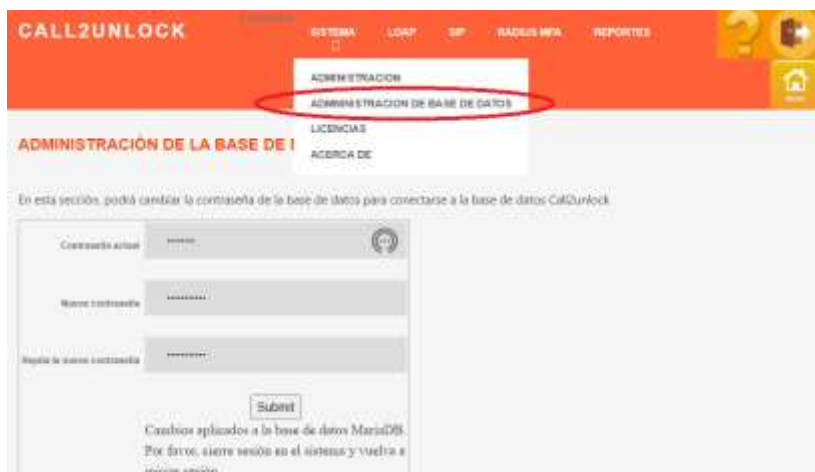 CALL2UNLOCK
SISTEMA LDAP SIP RADIUS MFA REPORTES
ADMINISTRACION
ADMININISTRACION DE BASE DE DATOS
LICENCIAS
ACERCA DE
ADMINISTRACIÓN DE LA BASE DE
En esta sección, podrá cambiar la contraseña de la base de datos para conectarse a la base de datos Call2unlock
Contraseña actual
Nueva contraseña
Repita la nueva contraseña
Submit
Cambios aplicados a la base de datos MariaDB.
Por favor, cierre sesión en el sistema y vuelva a
iniciar sesión